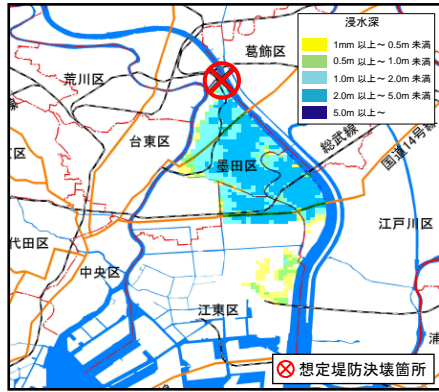 浸水深
1mm 以上～ 0.5m 未満
0.5m 以上～ 1.0m 未満
1.0m 以上～ 2.0m 未満
2.0m 以上～ 5.0m 未満
5.0m 以上～
葛飾区
荒川区
台東区
総武線
国道14号線
墨田区
区
江戸川区
代田区
中央区
江東区
浦
想定堤防決壊箇所